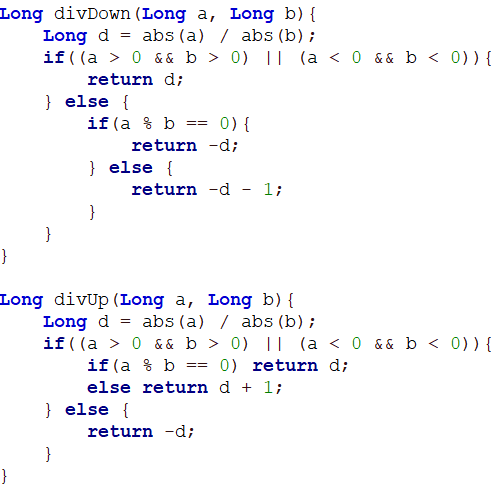 Long divDown(Long a, Long b){
    Long d = abs(a) / abs(b);
    if((a > 0 && b > 0) || (a < 0 && b < 0)){
        return d;
    } else {
        if(a % b == 0){
            return -d;
        } else {
            return -d - 1;
        }
    }
}

Long divUp(Long a, Long b){
    Long d = abs(a) / abs(b);
    if((a > 0 && b > 0) || (a < 0 && b < 0)){
        if(a % b == 0) return d;
        else return d + 1;
    } else {
        return -d;
    }
}